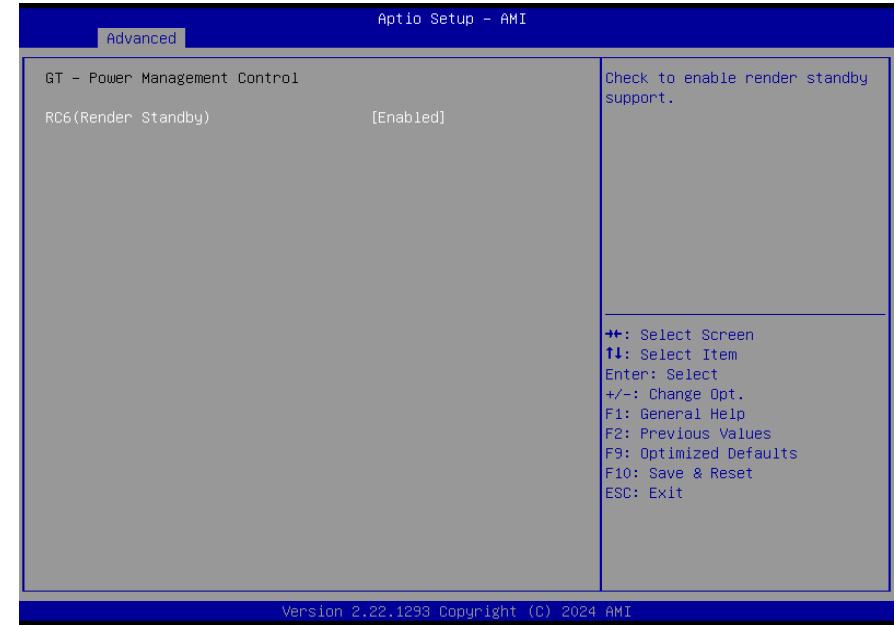 Aptio Setup – AMI
Advanced
GT – Power Management Control
RC6(Render Standby) [Enabled]
Check to enable render standby
support.
→←: Select Screen
↑↓: Select Item
Enter: Select
+/-: Change Opt.
F1: General Help
F2: Previous Values
F9: Optimized Defaults
F10: Save & Reset
ESC: Exit
Version 2.22.1293 Copyright (C) 2024 AMI